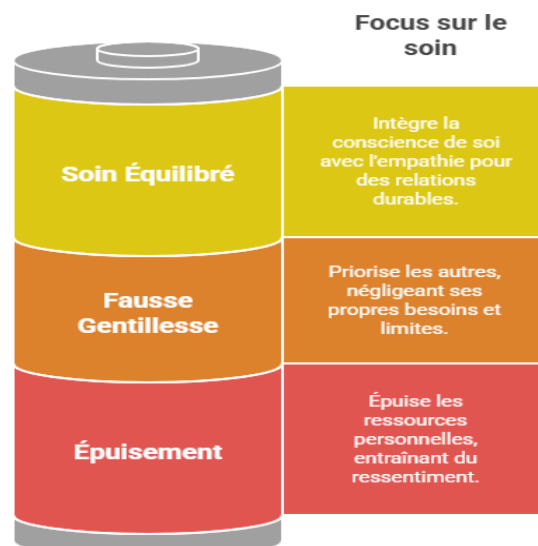 Focus sur le
soin
Soin Équilibré
Intègre la
conscience de soi
avec l'empathie pour
des relations
durables.
Fausse
Gentillesse
Priorise les autres,
négligeant ses
propres besoins et
limites.
Épuisement
Épuise les
ressources
personnelles,
entraînant du
ressentiment.